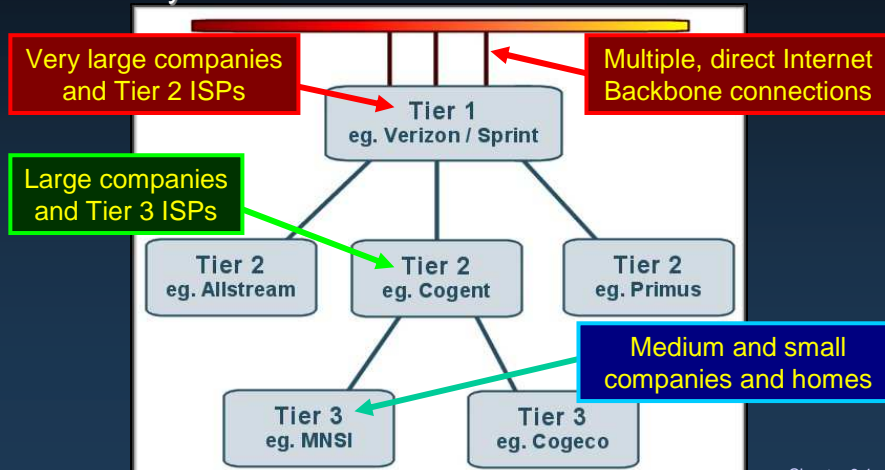 Very large companies
and Tier 2 ISPs
Multiple, direct Internet
Backbone connections
Tier 1
eg. Verizon / Sprint
Large companies
and Tier 3 ISPs
Tier 2
eg. Allstream
Tier 2
eg. Cogent
Tier 2
eg. Primus
Medium and small
companies and homes
Tier 3
eg. MNSI
Tier 3
eg. Cogeco